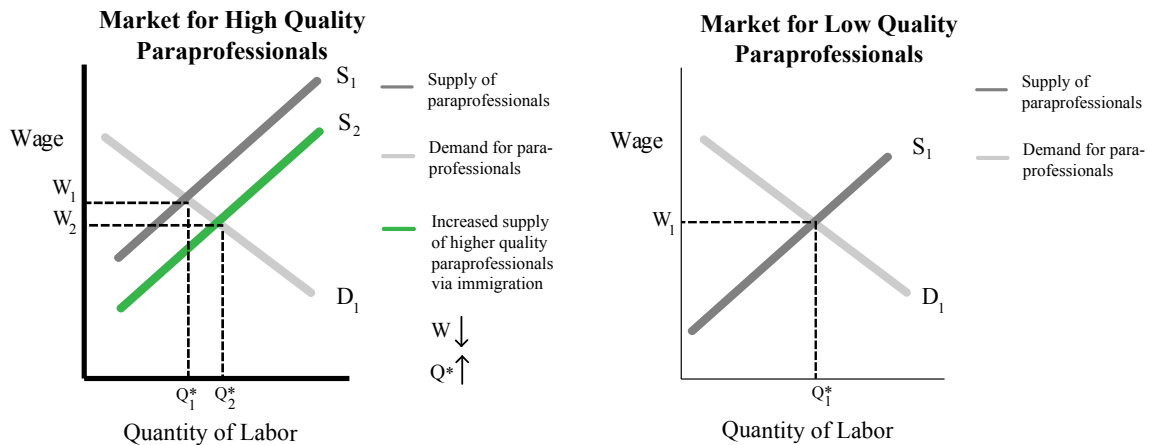 Market for High Quality
Paraprofessionals
Wage
W1
W2
S1
S2
D1
Q*1
Q*2
Quantity of Labor
Supply of
paraprofessionals
Demand for para-
professionals
Increased supply
of higher quality
paraprofessionals
via immigration
W↓
Q*↑
Market for Low Quality
Paraprofessionals
Wage
W1
S1
D1
Q*1
Quantity of Labor
Supply of
paraprofessionals
Demand for para-
professionals